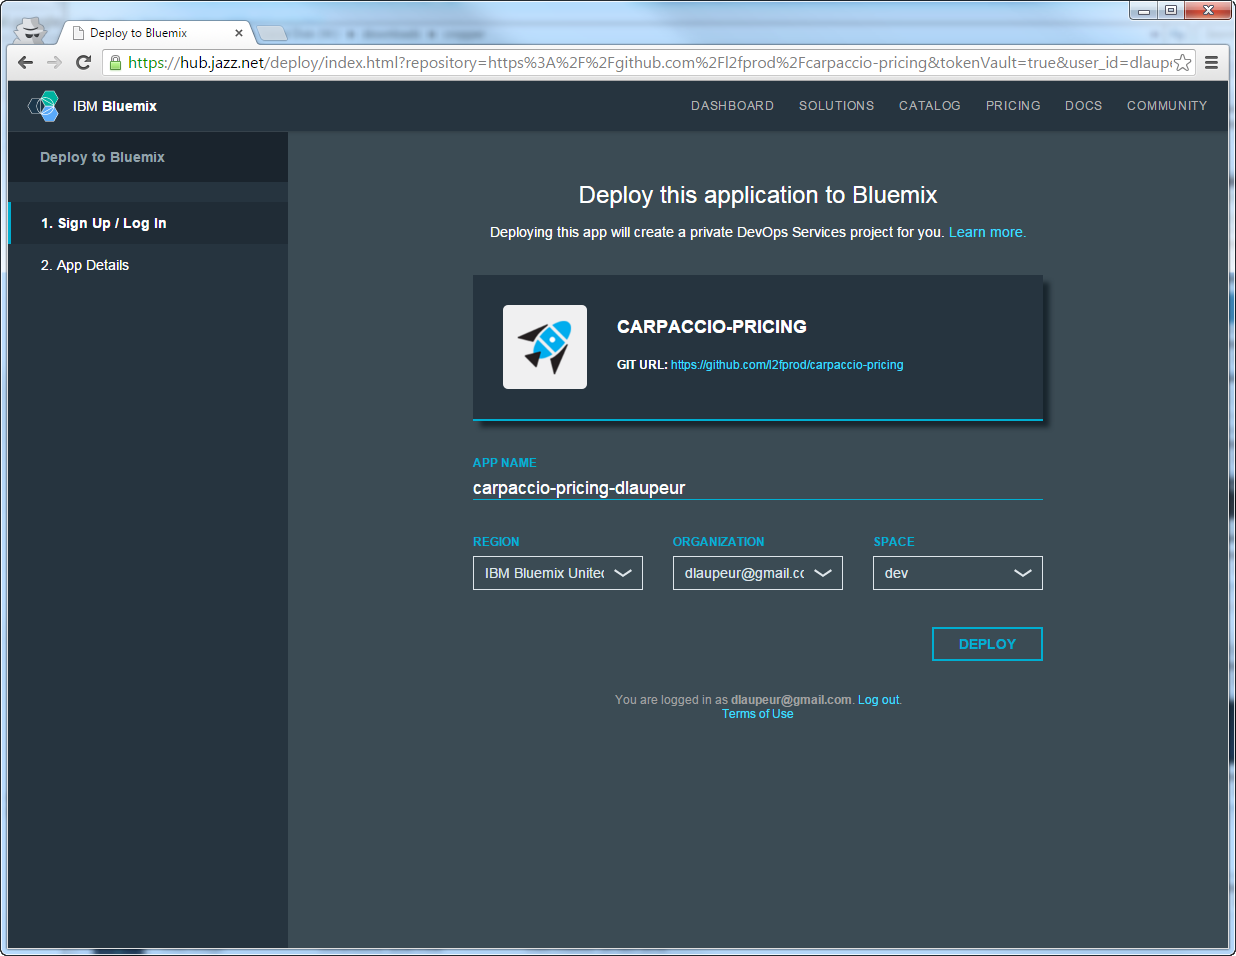 Deploy to Bluemix
https://hub.jazz.net/deploy/index.html?repository=https%3A%2F%2Fgithub.com%2Fl2fprod%2Fcarpaccio-pricing&tokenVault=true&user_id=dlaupe
IBM Bluemix
DASHBOARD SOLUTIONS CATALOG PRICING DOCS COMMUNITY
Deploy to Bluemix
1. Sign Up / Log In
2. App Details
Deploy this application to Bluemix
Deploying this app will create a private DevOps Services project for you. Learn more.
CARPACCIO-PRICING
GIT URL: https://github.com/l2fprod/carpaccio-pricing
APP NAME
carpaccio-pricing-dlaupeur
REGION ORGANIZATION SPACE
IBM Bluemix United dlaupeur@gmail.cc dev
DEPLOY
You are logged in as dlaupeur@gmail.com. Log out.
Terms of Use